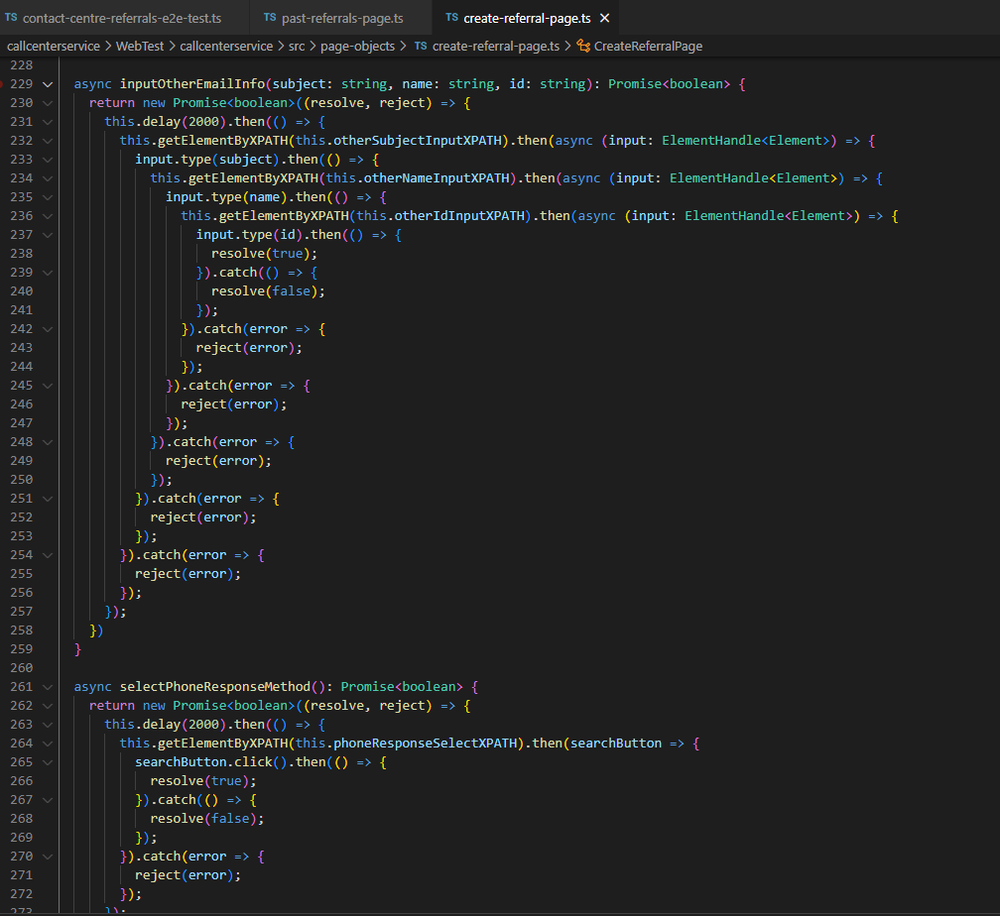 TS contact-centre-referrals-e2e-test.ts TS past-referrals-page.ts TS create-referral-page.ts ×
callcenterservice > WebTest > callcenterservice > src > page-objects > TS create-referral-page.ts > CreateReferralPage
228
229 async inputOtherEmailInfo(subject: string, name: string, id: string): Promise<boolean> {
230 return new Promise<boolean>((resolve, reject) => {
231 this.delay(2000).then(() => {
232 this.getElementByXPATH(this.otherSubjectInputXPATH).then(async (input: ElementHandle<Element>) => {
233 input.type(subject).then(() => {
234 this.getElementByXPATH(this.otherNameInputXPATH).then(async (input: ElementHandle<Element>) => {
235 input.type(name).then(() => {
236 this.getElementByXPATH(this.otherIdInputXPATH).then(async (input: ElementHandle<Element>) => {
237 input.type(id).then(() => {
238 resolve(true);
239 }).catch(() => {
240 resolve(false);
241 });
242 }).catch(error => {
243 reject(error);
244 });
245 }).catch(error => {
246 reject(error);
247 });
248 }).catch(error => {
249 reject(error);
250 });
251 }).catch(error => {
252 reject(error);
253 });
254 }).catch(error => {
255 reject(error);
256 });
257 });
258 })
259 }
260
261 async selectPhoneResponseMethod(): Promise<boolean> {
262 return new Promise<boolean>((resolve, reject) => {
263 this.delay(2000).then(() => {
264 this.getElementByXPATH(this.phoneResponseSelectXPATH).then(searchButton => {
265 searchButton.click().then(() => {
266 resolve(true);
267 }).catch(() => {
268 resolve(false);
269 });
270 }).catch(error => {
271 reject(error);
272 });
273 });